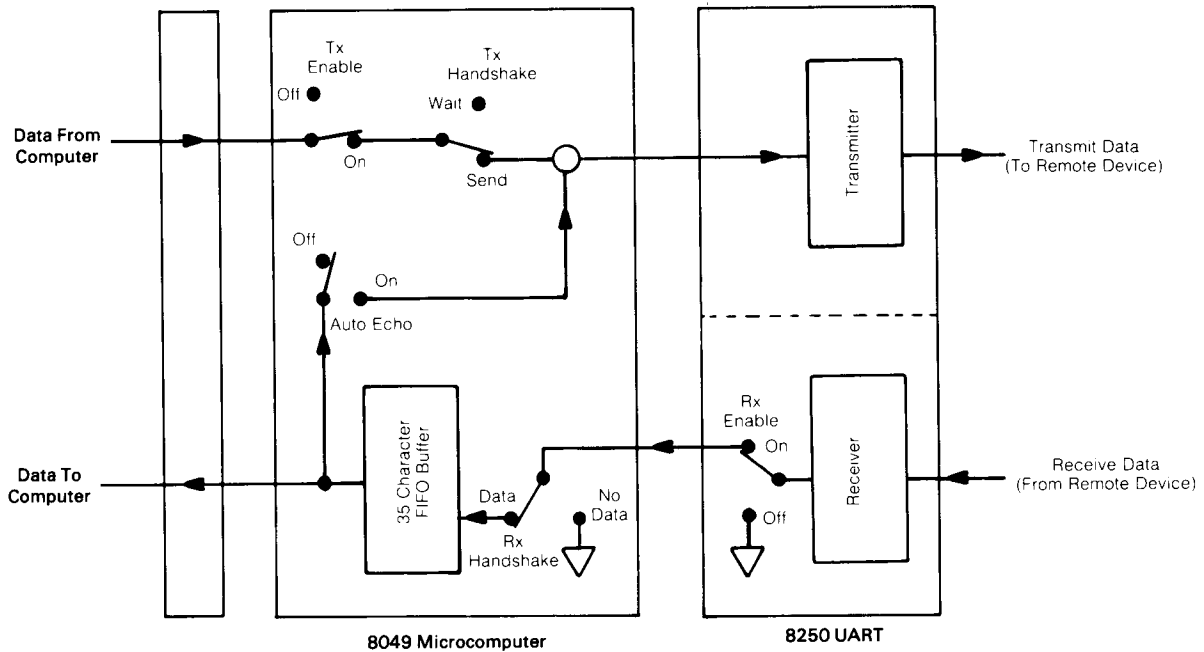 Tx
Enable
Off
On
Tx
Handshake
Wait
Send
Data From
Computer
Transmitter
Transmit Data
(To Remote Device)
Off
On
Auto Echo
35 Character
FIFO Buffer
Data To
Computer
Data
Rx
Handshake
No
Data
Rx
Enable
On
Off
Receiver
Receive Data
(From Remote Device)
8049 Microcomputer
8250 UART